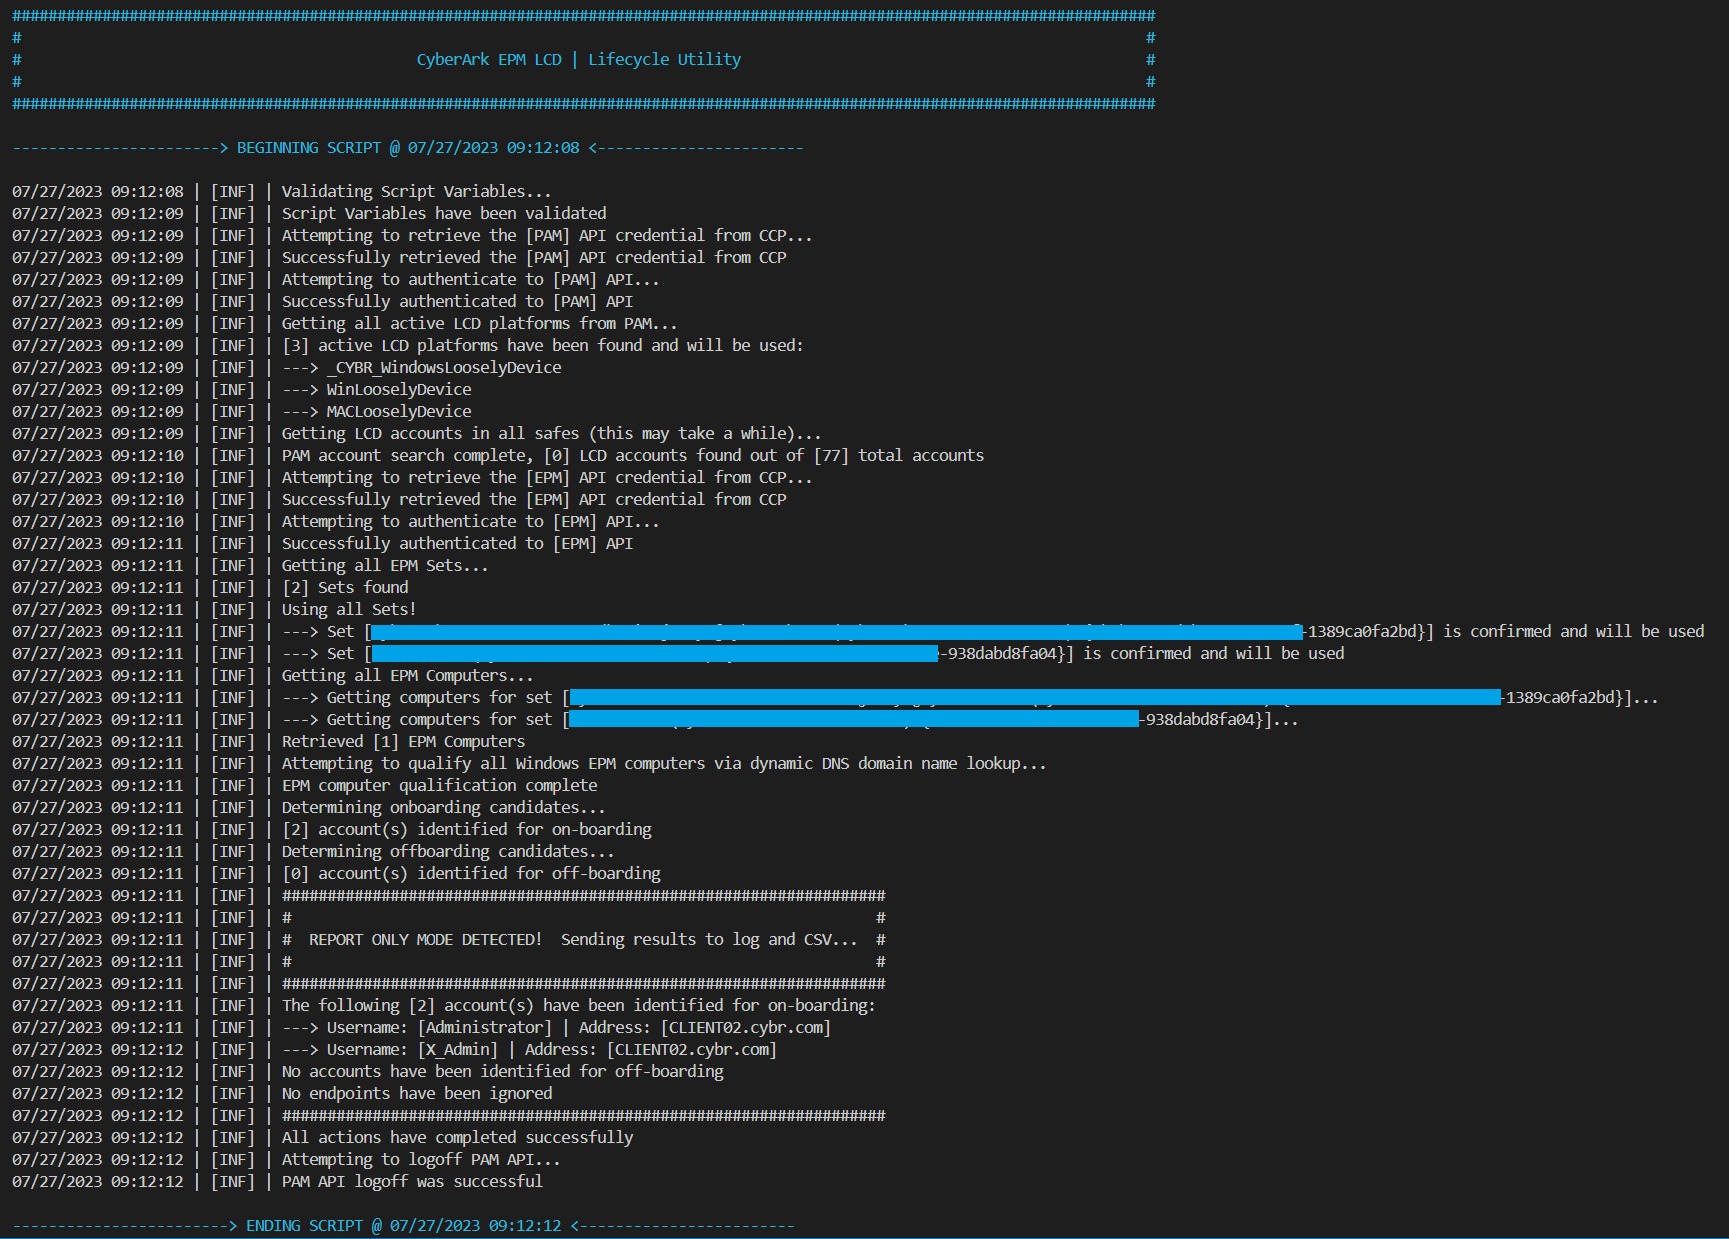 ###############################################################################################################################
#                                                                                                                             #
#                                            CyberArk EPM LCD | Lifecycle Utility                                             #
#                                                                                                                             #
###############################################################################################################################
-----------------------> BEGINNING SCRIPT @ 07/27/2023 09:12:08 <-----------------------
07/27/2023 09:12:08 | [INF] | Validating Script Variables...
07/27/2023 09:12:09 | [INF] | Script Variables have been validated
07/27/2023 09:12:09 | [INF] | Attempting to retrieve the [PAM] API credential from CCP...
07/27/2023 09:12:09 | [INF] | Successfully retrieved the [PAM] API credential from CCP
07/27/2023 09:12:09 | [INF] | Attempting to authenticate to [PAM] API...
07/27/2023 09:12:09 | [INF] | Successfully authenticated to [PAM] API
07/27/2023 09:12:09 | [INF] | Getting all active LCD platforms from PAM...
07/27/2023 09:12:09 | [INF] | [3] active LCD platforms have been found and will be used:
07/27/2023 09:12:09 | [INF] | ---> _CYBR_WindowsLooselyDevice
07/27/2023 09:12:09 | [INF] | ---> WinLooselyDevice
07/27/2023 09:12:09 | [INF] | ---> MACLooselyDevice
07/27/2023 09:12:09 | [INF] | Getting LCD accounts in all safes (this may take a while)...
07/27/2023 09:12:10 | [INF] | PAM account search complete, [0] LCD accounts found out of [77] total accounts
07/27/2023 09:12:10 | [INF] | Attempting to retrieve the [EPM] API credential from CCP...
07/27/2023 09:12:10 | [INF] | Successfully retrieved the [EPM] API credential from CCP
07/27/2023 09:12:10 | [INF] | Attempting to authenticate to [EPM] API...
07/27/2023 09:12:11 | [INF] | Successfully authenticated to [EPM] API
07/27/2023 09:12:11 | [INF] | Getting all EPM Sets...
07/27/2023 09:12:11 | [INF] | [2] Sets found
07/27/2023 09:12:11 | [INF] | Using all Sets!
07/27/2023 09:12:11 | [INF] | ---> Set [ -1389ca0fa2bd}] is confirmed and will be used
07/27/2023 09:12:11 | [INF] | ---> Set [ -938dabd8fa04}] is confirmed and will be used
07/27/2023 09:12:11 | [INF] | Getting all EPM Computers...
07/27/2023 09:12:11 | [INF] | ---> Getting computers for set [ -1389ca0fa2bd}]...
07/27/2023 09:12:11 | [INF] | ---> Getting computers for set [ -938dabd8fa04}]...
07/27/2023 09:12:11 | [INF] | Retrieved [1] EPM Computers
07/27/2023 09:12:11 | [INF] | Attempting to qualify all Windows EPM computers via dynamic DNS domain name lookup...
07/27/2023 09:12:11 | [INF] | EPM computer qualification complete
07/27/2023 09:12:11 | [INF] | Determining onboarding candidates...
07/27/2023 09:12:11 | [INF] | [2] account(s) identified for on-boarding
07/27/2023 09:12:11 | [INF] | Determining offboarding candidates...
07/27/2023 09:12:11 | [INF] | [0] account(s) identified for off-boarding
07/27/2023 09:12:11 | [INF] | ###################################################################
07/27/2023 09:12:11 | [INF] | #                                                                 #
07/27/2023 09:12:11 | [INF] | #  REPORT ONLY MODE DETECTED!  Sending results to log and CSV...  #
07/27/2023 09:12:11 | [INF] | #                                                                 #
07/27/2023 09:12:11 | [INF] | ###################################################################
07/27/2023 09:12:11 | [INF] | The following [2] account(s) have been identified for on-boarding:
07/27/2023 09:12:11 | [INF] | ---> Username: [Administrator] | Address: [CLIENT02.cybr.com]
07/27/2023 09:12:12 | [INF] | ---> Username: [X_Admin] | Address: [CLIENT02.cybr.com]
07/27/2023 09:12:12 | [INF] | No accounts have been identified for off-boarding
07/27/2023 09:12:12 | [INF] | No endpoints have been ignored
07/27/2023 09:12:12 | [INF] | ###################################################################
07/27/2023 09:12:12 | [INF] | All actions have completed successfully
07/27/2023 09:12:12 | [INF] | Attempting to logoff PAM API...
07/27/2023 09:12:12 | [INF] | PAM API logoff was successful
------------------------> ENDING SCRIPT @ 07/27/2023 09:12:12 <------------------------